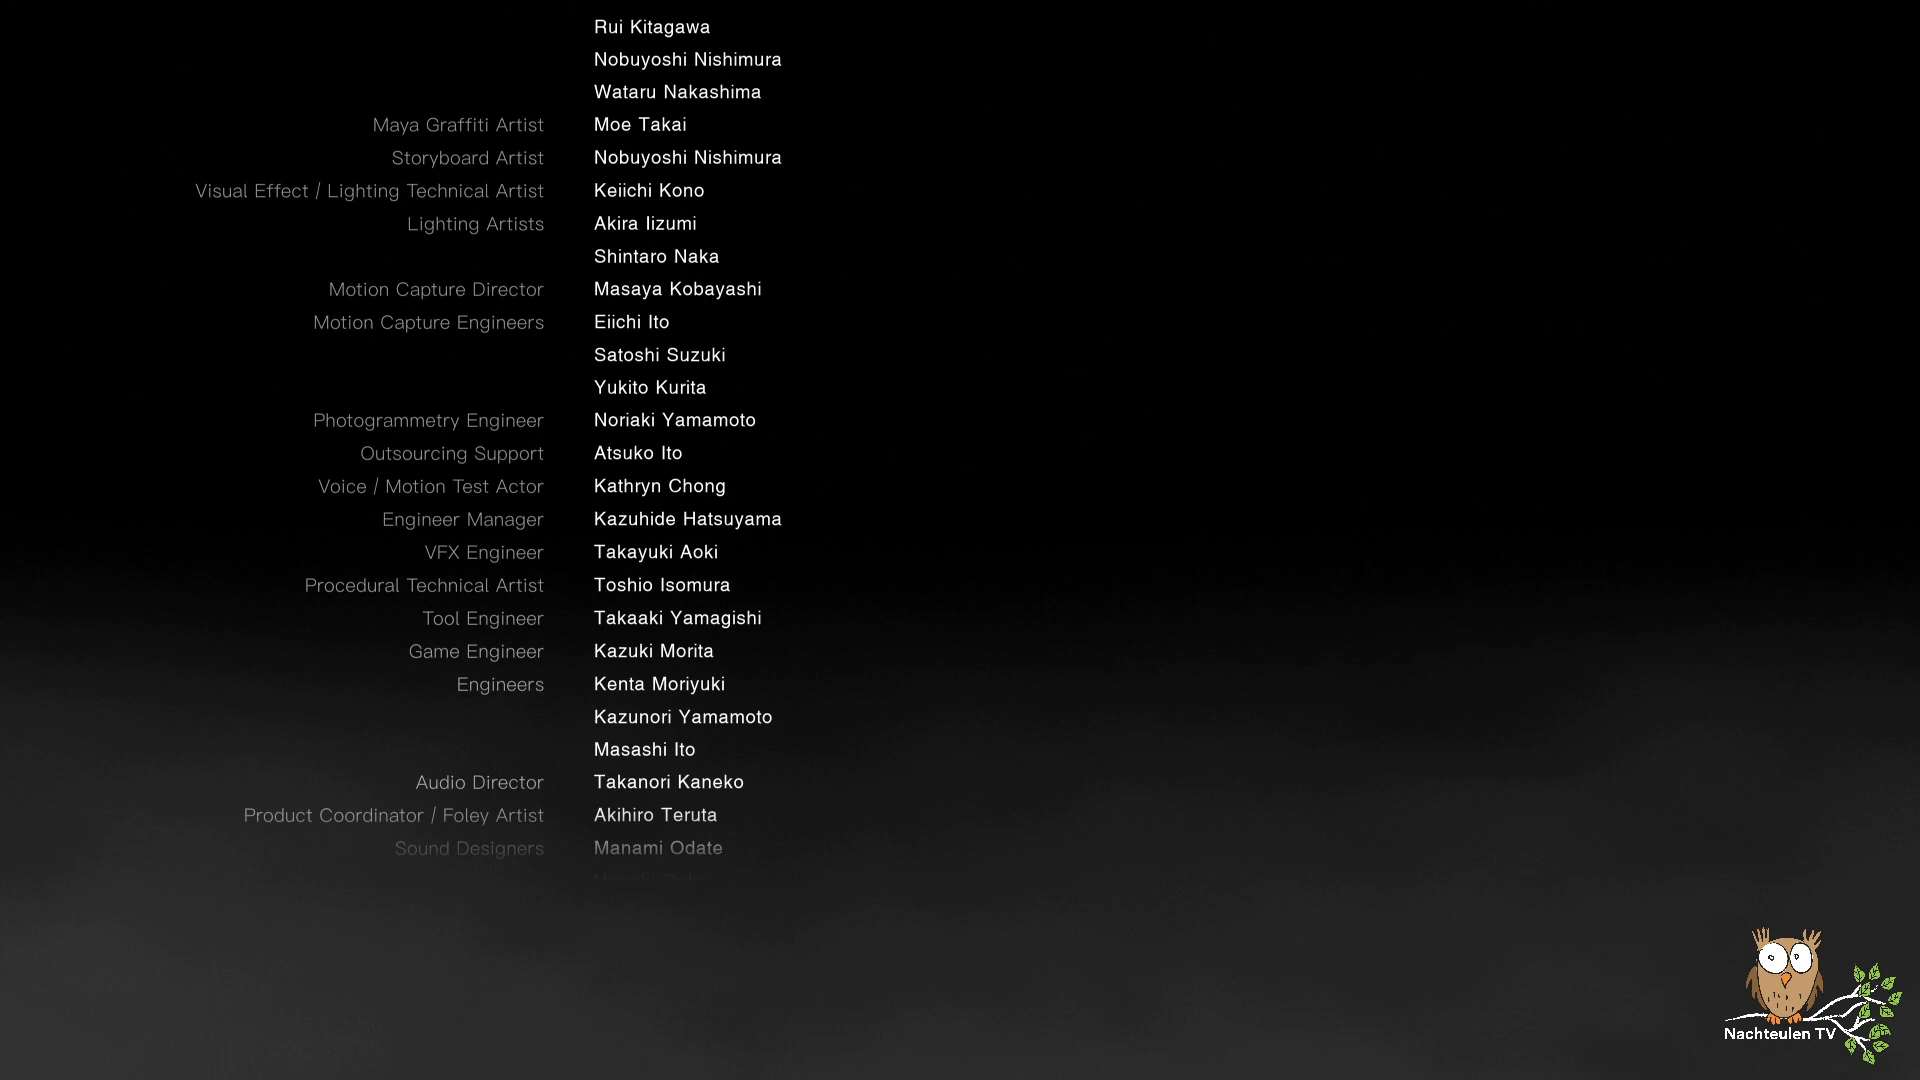 Rui Kitagawa
Nobuyoshi Nishimura
Wataru Nakashima
Maya Graffiti Artist Moe Takai
Storyboard Artist Nobuyoshi Nishimura
Visual Effect / Lighting Technical Artist Keiichi Kono
Lighting Artists Akira Iizumi
Shintaro Naka
Motion Capture Director Masaya Kobayashi
Motion Capture Engineers Eiichi Ito
Satoshi Suzuki
Yukito Kurita
Photogrammetry Engineer Noriaki Yamamoto
Outsourcing Support Atsuko Ito
Voice / Motion Test Actor Kathryn Chong
Engineer Manager Kazuhide Hatsuyama
VFX Engineer Takayuki Aoki
Procedural Technical Artist Toshio Isomura
Tool Engineer Takaaki Yamagishi
Game Engineer Kazuki Morita
Engineers Kenta Moriyuki
Kazunori Yamamoto
Masashi Ito
Audio Director Takanori Kaneko
Product Coordinator / Foley Artist Akihiro Teruta
Sound Designers Manami Odate
Nachteulen TV